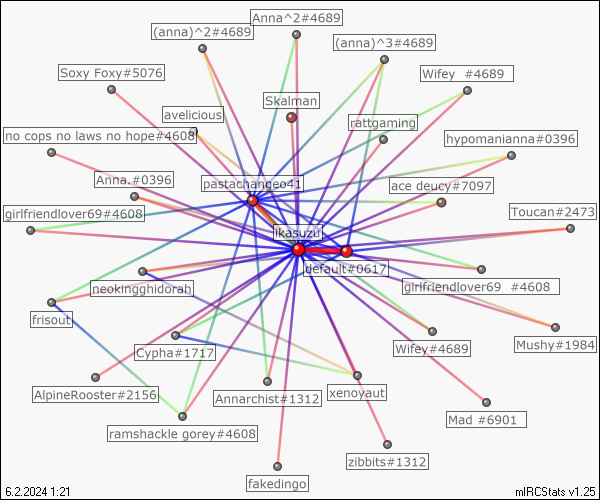 Anna^2#4689
(anna)^2#4689
(anna)^3#4689
Soxy Foxy#5076
Wifey  #4689
Skalman
avelicious
rattgaming
no cops no laws no hope#4608
hypomanianna#0396
Anna.#0396
pastachangeo41
ace deucy#7097
girlfriendlover69#4608
Toucan#2473
ikasuzu
default#0617
neokingghidorah
girlfriendlover69  #4608
frisout
Cypha#1717
Wifey#4689
Mushy#1984
AlpineRooster#2156
Annarchist#1312
xenoyaut
Mad #6901
ramshackle gorey#4608
zibbits#1312
fakedingo
6.2.2024 1:21
mIRCStats v1.25